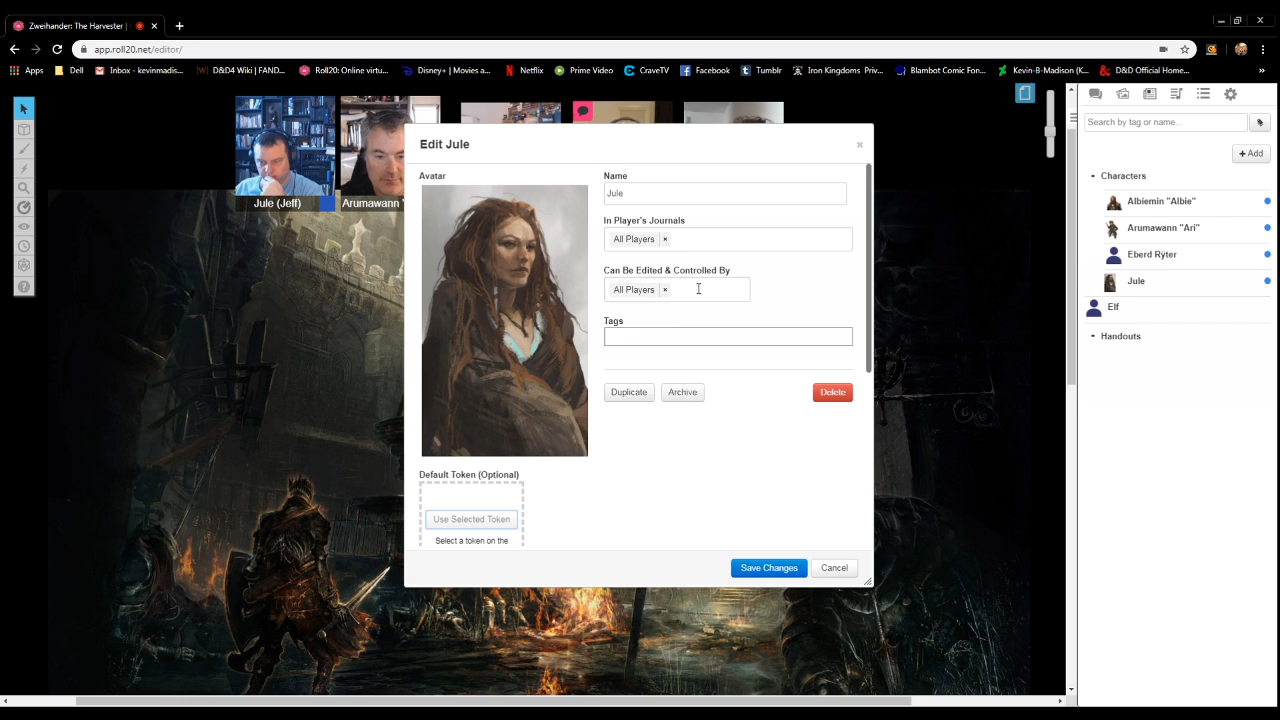 Zweihander: The Harvester |
app.roll20.net/editor/
Apps Dell Inbox - kevinmadis... D&D4 Wiki | FAND... Roll20: Online virtu... Disney+ | Movies a... Netflix Prime Video CraveTV Facebook Tumblr Iron Kingdoms Priv... Blambot Comic Fon... Kevin-B-Madison (K... D&D Official Home... »
Search by tag or name...
+ Add
Characters
Albiemin "Albie"
Arumawann "Ari"
Eberd Rÿter
Jule
Elf
Handouts
Jule (Jeff)
Arumawann "
Edit Jule
×
Avatar
Name
Jule
In Player's Journals
All Players ×
Can Be Edited & Controlled By
All Players ×
Tags
Duplicate Archive Delete
Default Token (Optional)
Use Selected Token
Select a token on the
Save Changes Cancel